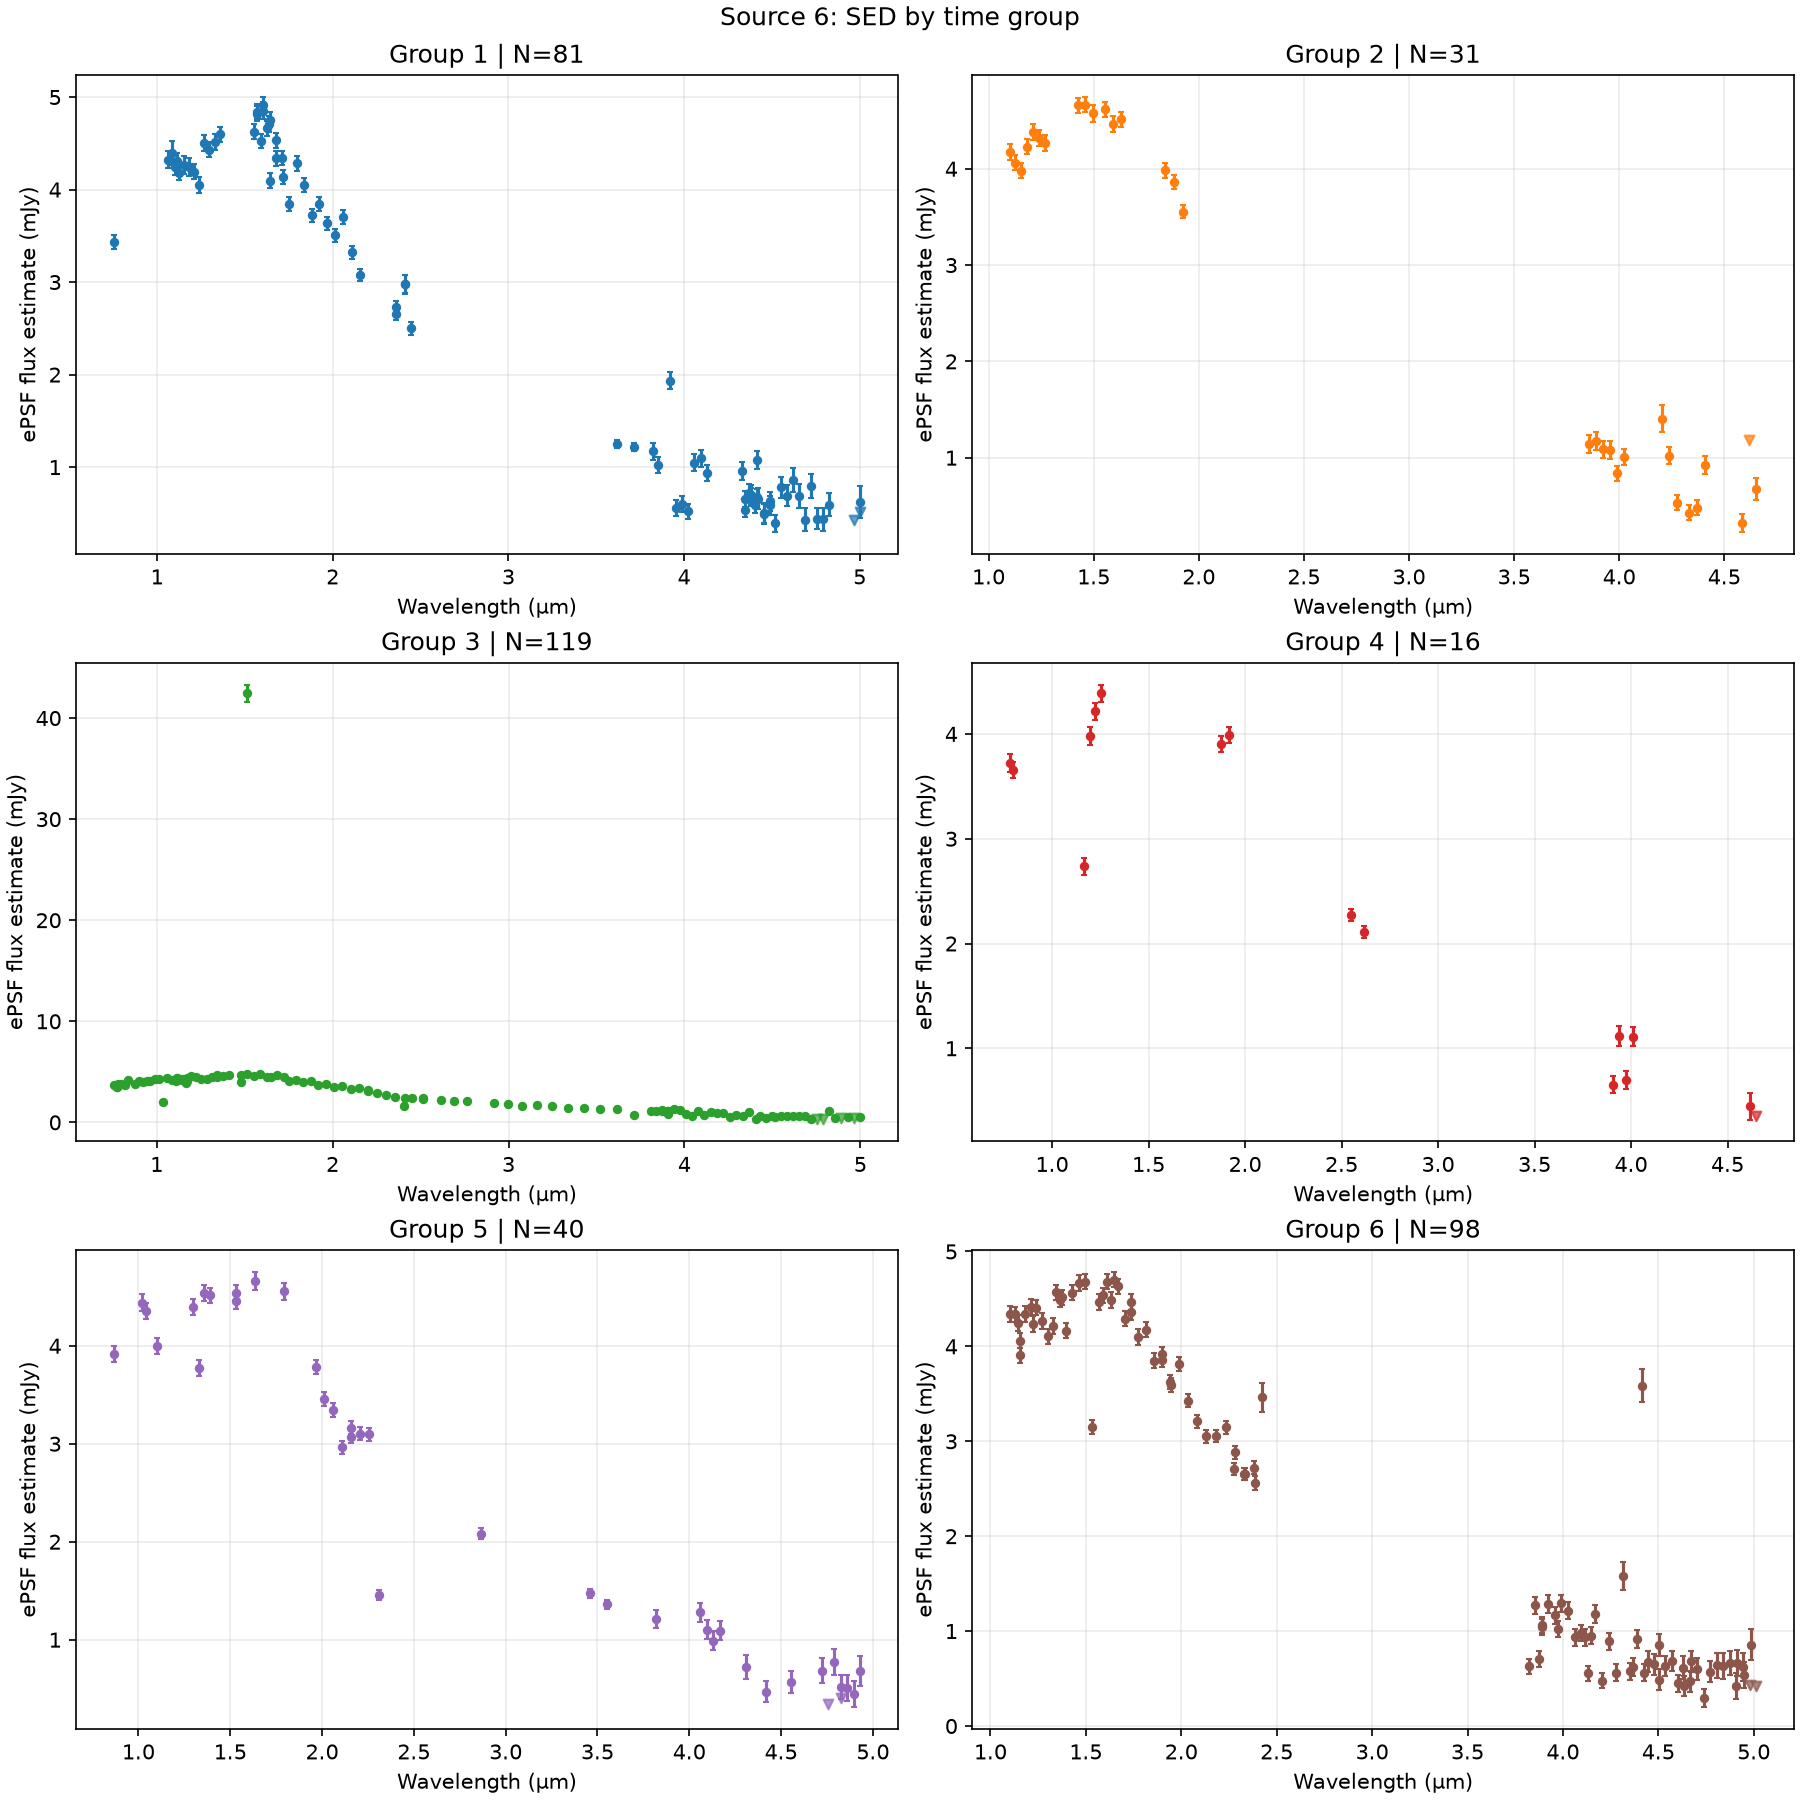 Source 6: SED by time group
Group 1 | N=81
ePSF flux estimate (mJy)
5
4
3
2
1
1 2 3 4 5
Wavelength (µm)
Group 2 | N=31
ePSF flux estimate (mJy)
4
3
2
1
1.0 1.5 2.0 2.5 3.0 3.5 4.0 4.5
Wavelength (µm)
Group 3 | N=119
ePSF flux estimate (mJy)
40
30
20
10
0
1 2 3 4 5
Wavelength (µm)
Group 4 | N=16
ePSF flux estimate (mJy)
4
3
2
1
1.0 1.5 2.0 2.5 3.0 3.5 4.0 4.5
Wavelength (µm)
Group 5 | N=40
ePSF flux estimate (mJy)
4
3
2
1
1.0 1.5 2.0 2.5 3.0 3.5 4.0 4.5 5.0
Wavelength (µm)
Group 6 | N=98
ePSF flux estimate (mJy)
5
4
3
2
1
0
1.0 1.5 2.0 2.5 3.0 3.5 4.0 4.5 5.0
Wavelength (µm)